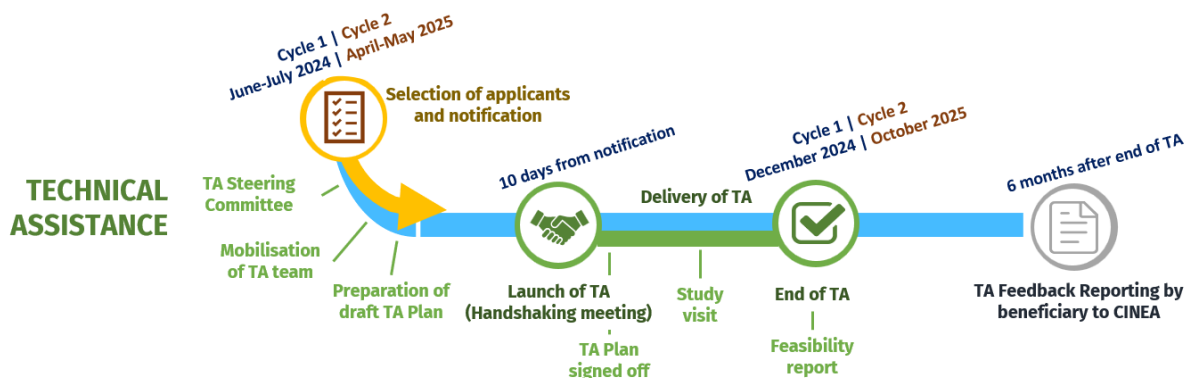 Cycle 1 | Cycle 2
June-July 2024 | April-May 2025
Selection of applicants
and notification
TECHNICAL
ASSISTANCE
TA Steering
Committee
Mobilisation
of TA team
Preparation of
draft TA Plan
10 days from notification
Launch of TA
(Handshaking meeting)
TA Plan
signed off
Delivery of TA
Study
visit
Cycle 1 | Cycle 2
December 2024 | October 2025
End of TA
Feasibility
report
6 months after end of TA
TA Feedback Reporting by
beneficiary to CINEA